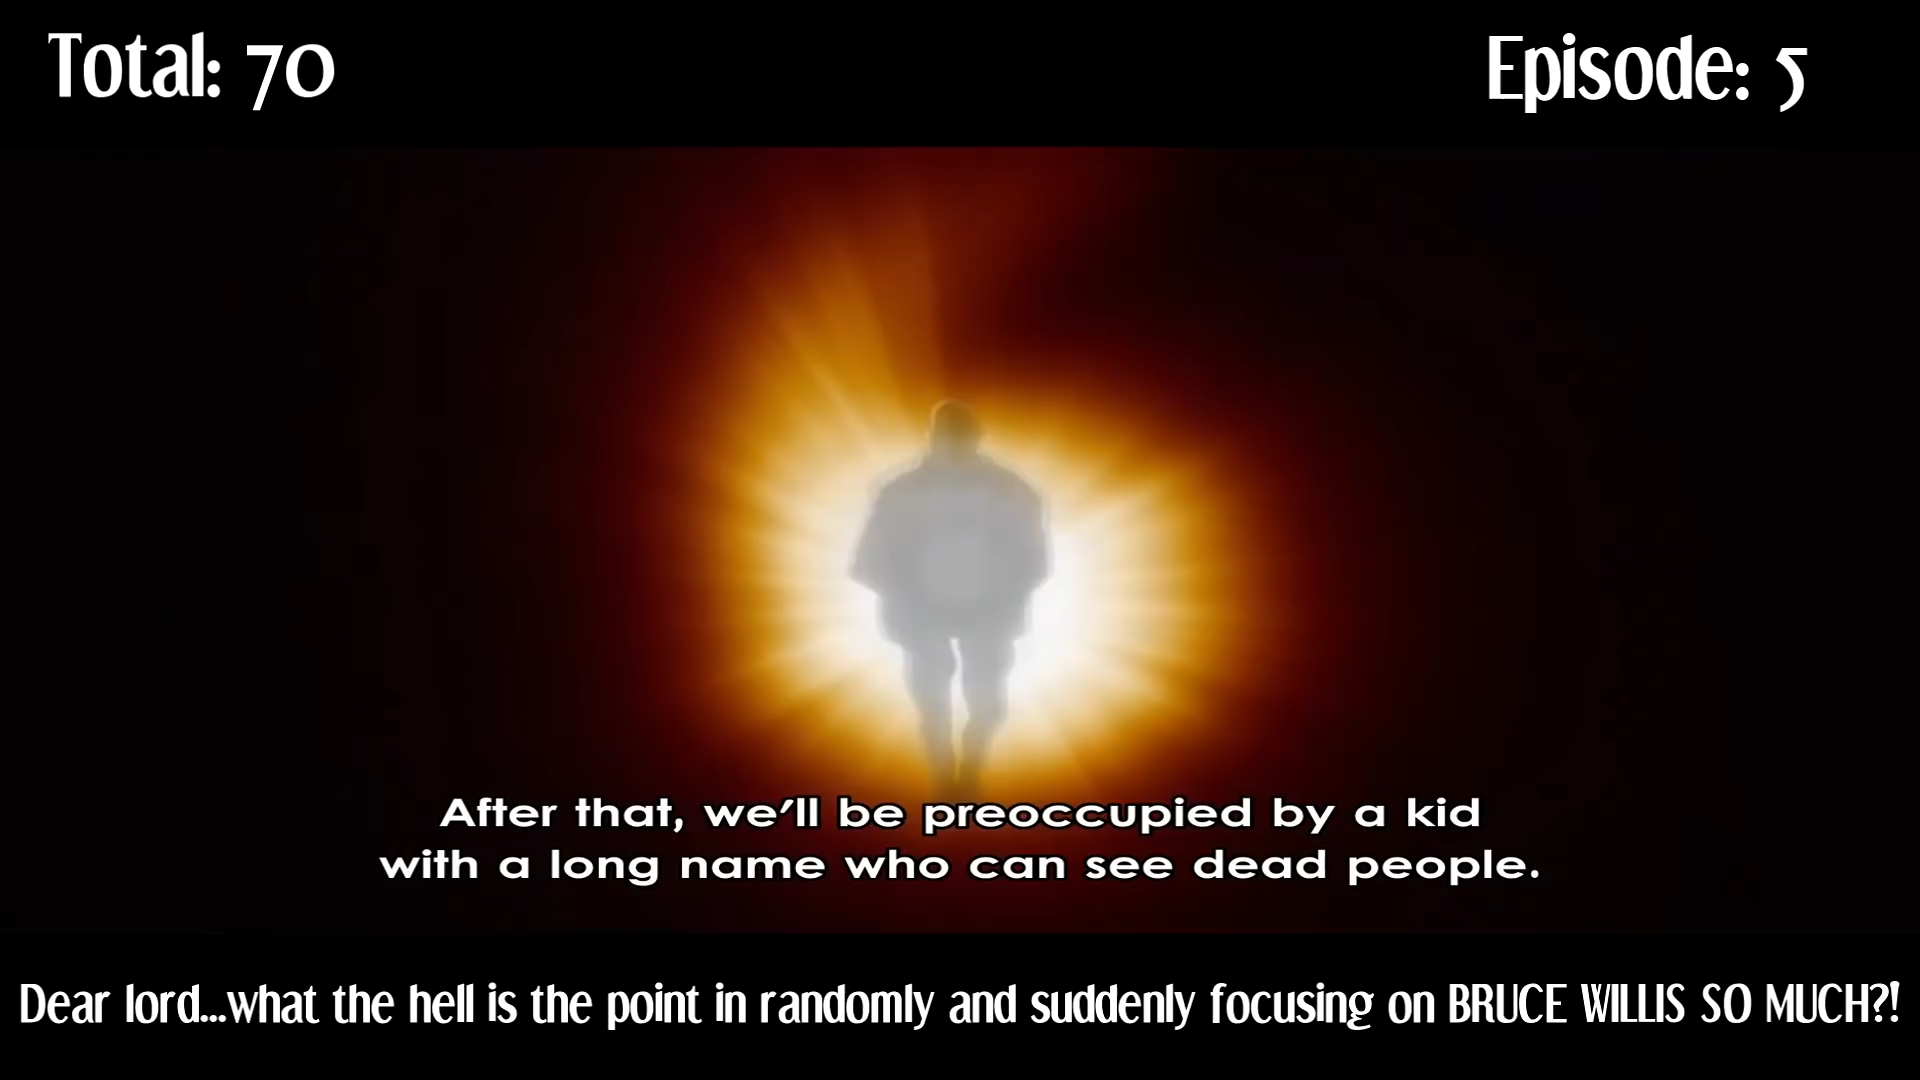 Total: 70
Episode: 5
After that, we'll be preoccupied by a kid
with a long name who can see dead people.
Dear lord...what the hell is the point in randomly and suddenly focusing on BRUCE WILLIS SO MUCH?!